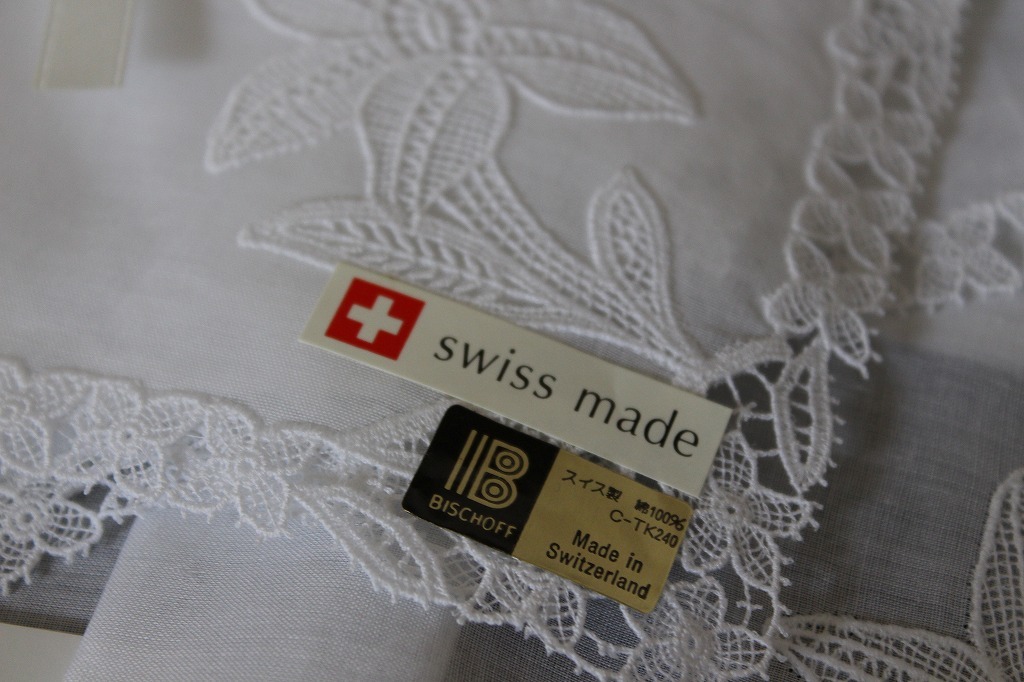 swiss made
B
BISCHOFF
スイス製 綿100%
C-TK240
Made in
Switzerland